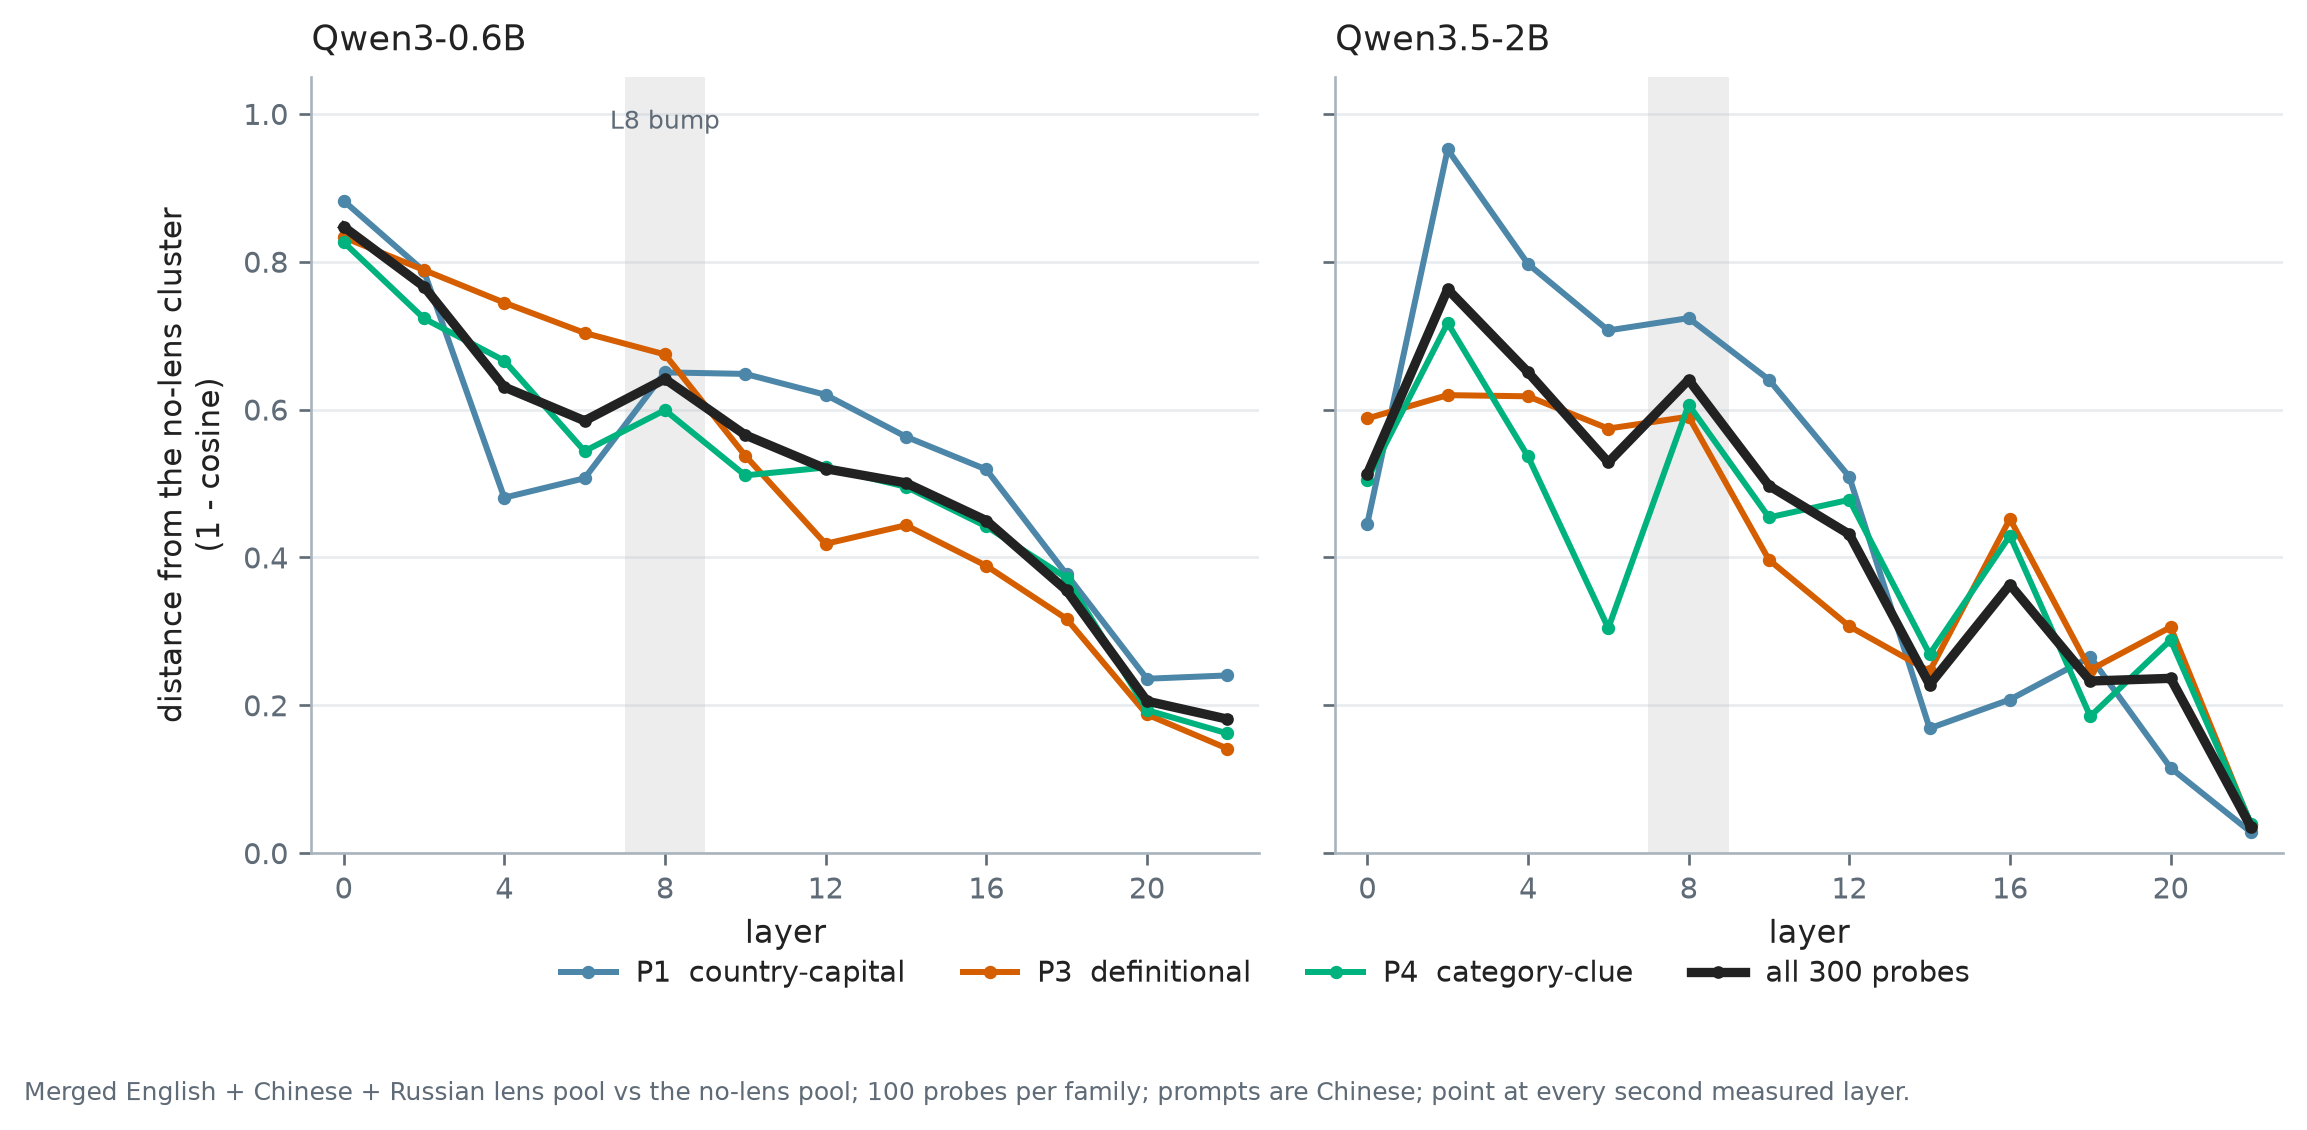 Qwen3-0.6B
Qwen3.5-2B
L8 bump
distance from the no-lens cluster
(1 - cosine)
1.0
0.8
0.6
0.4
0.2
0.0
0 4 8 12 16 20
0 4 8 12 16 20
layer
layer
P1 country-capital
P3 definitional
P4 category-clue
all 300 probes
Merged English + Chinese + Russian lens pool vs the no-lens pool; 100 probes per family; prompts are Chinese; point at every second measured layer.